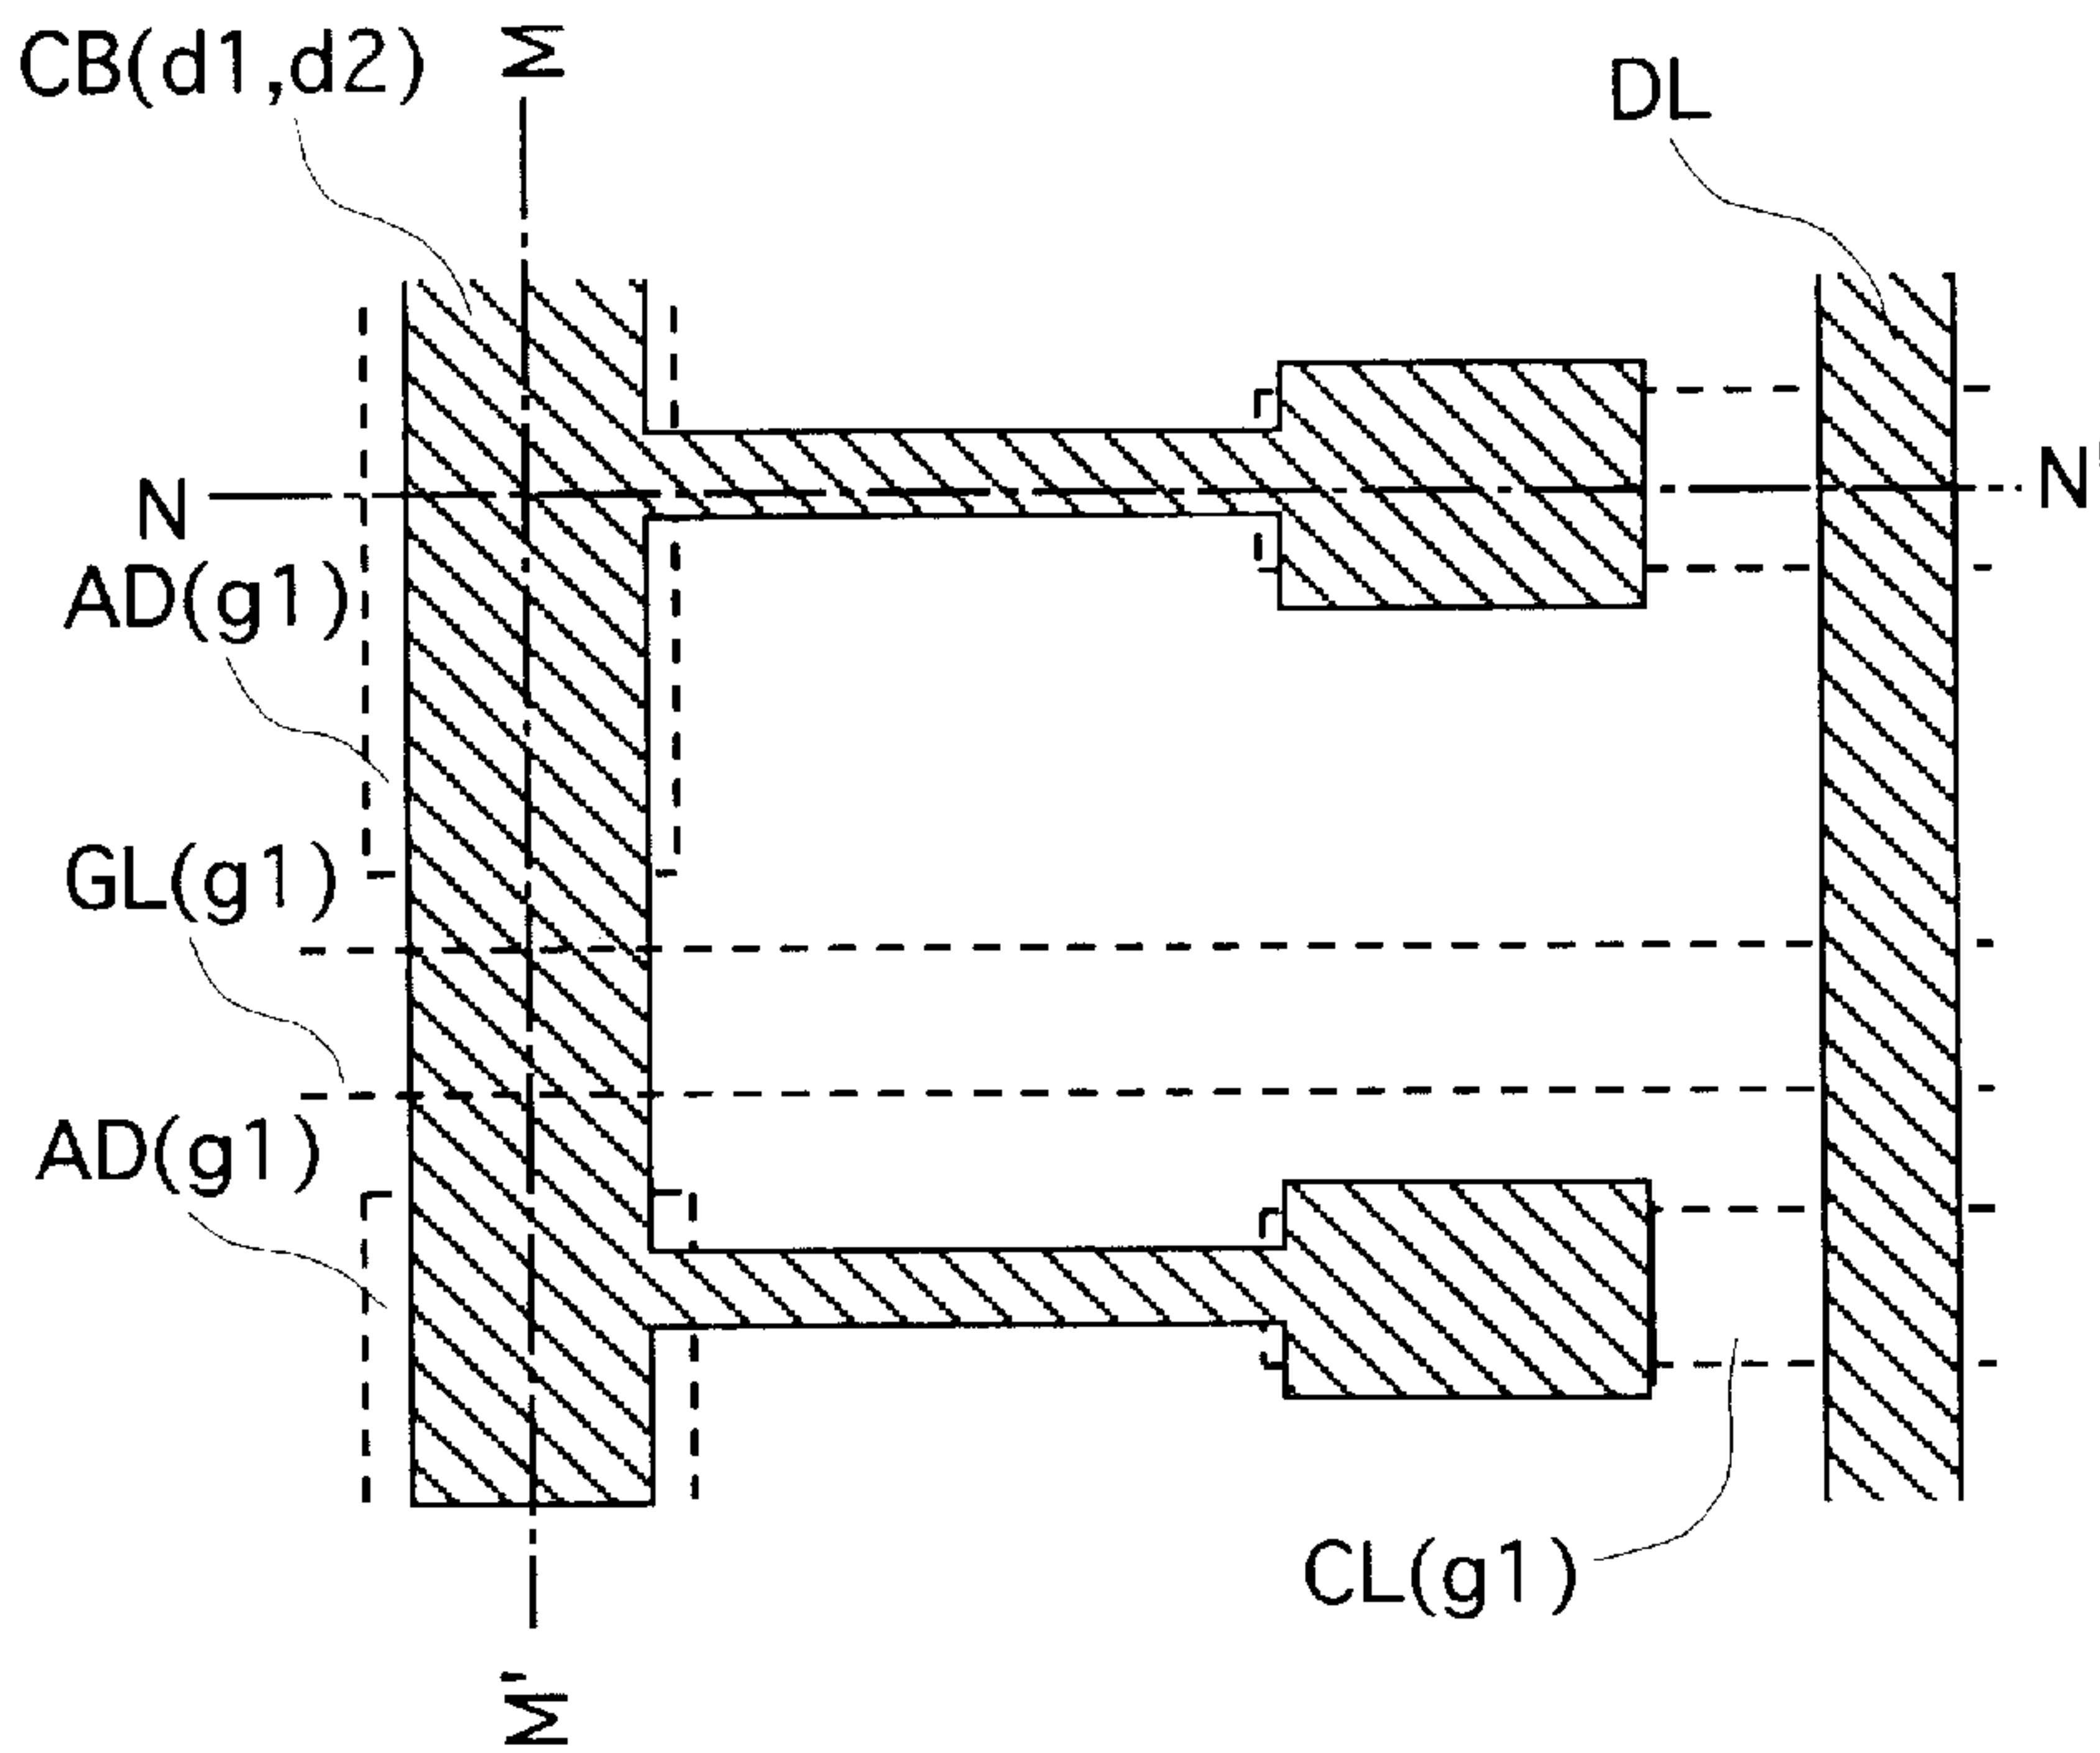 CB(d1,d2)
M
DL
N
N'
AD(g1)
GL(g1)
AD(g1)
CL(g1)
M'